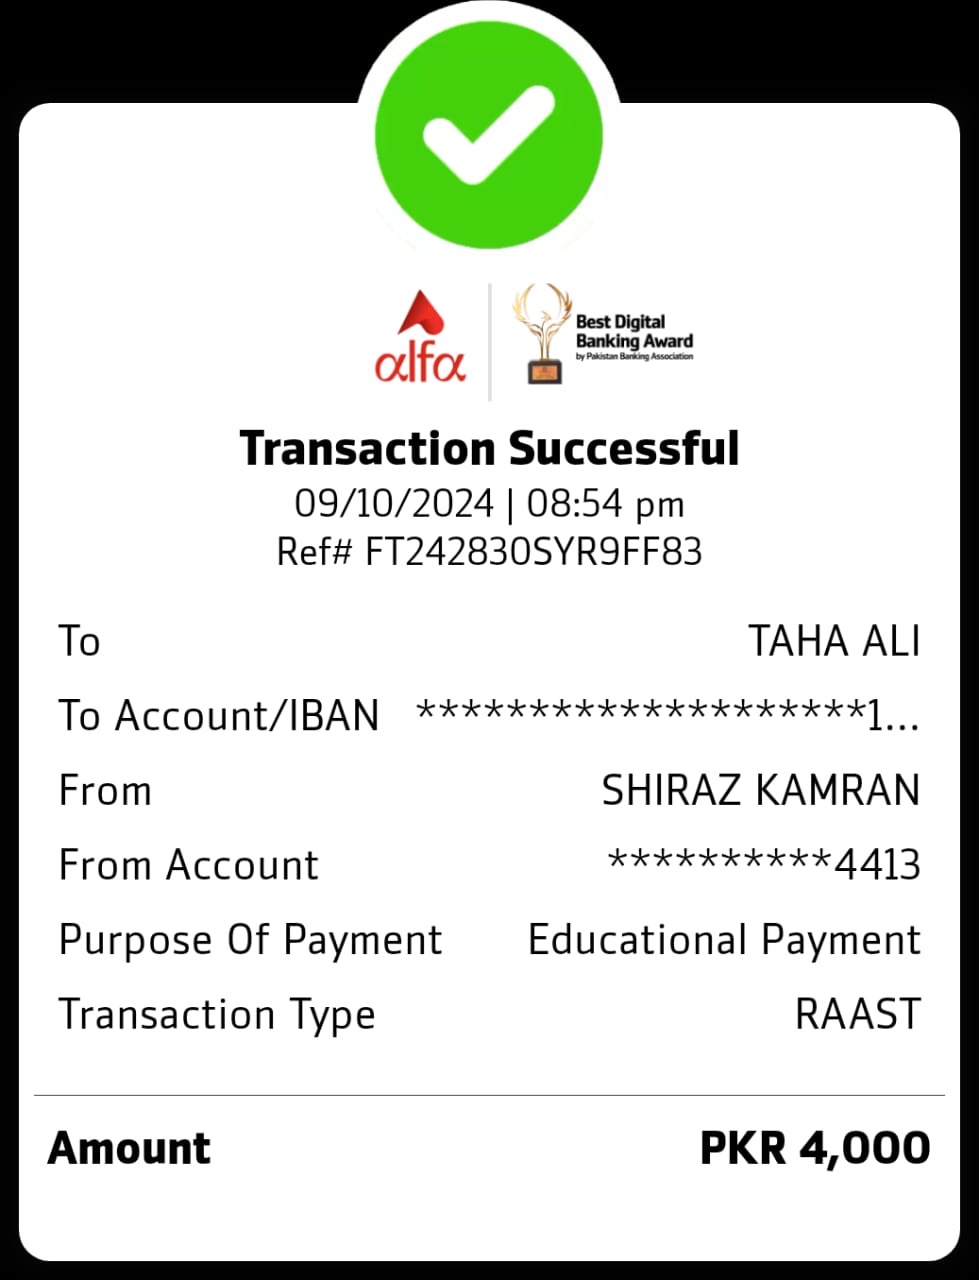 alfa
Best Digital
Banking Award
by Pakistan Banking Association
Transaction Successful
09/10/2024 | 08:54 pm
Ref# FT242830SYR9FF83
To TAHA ALI
To Account/IBAN ********************1...
From SHIRAZ KAMRAN
From Account **********4413
Purpose Of Payment Educational Payment
Transaction Type RAAST
Amount PKR 4,000